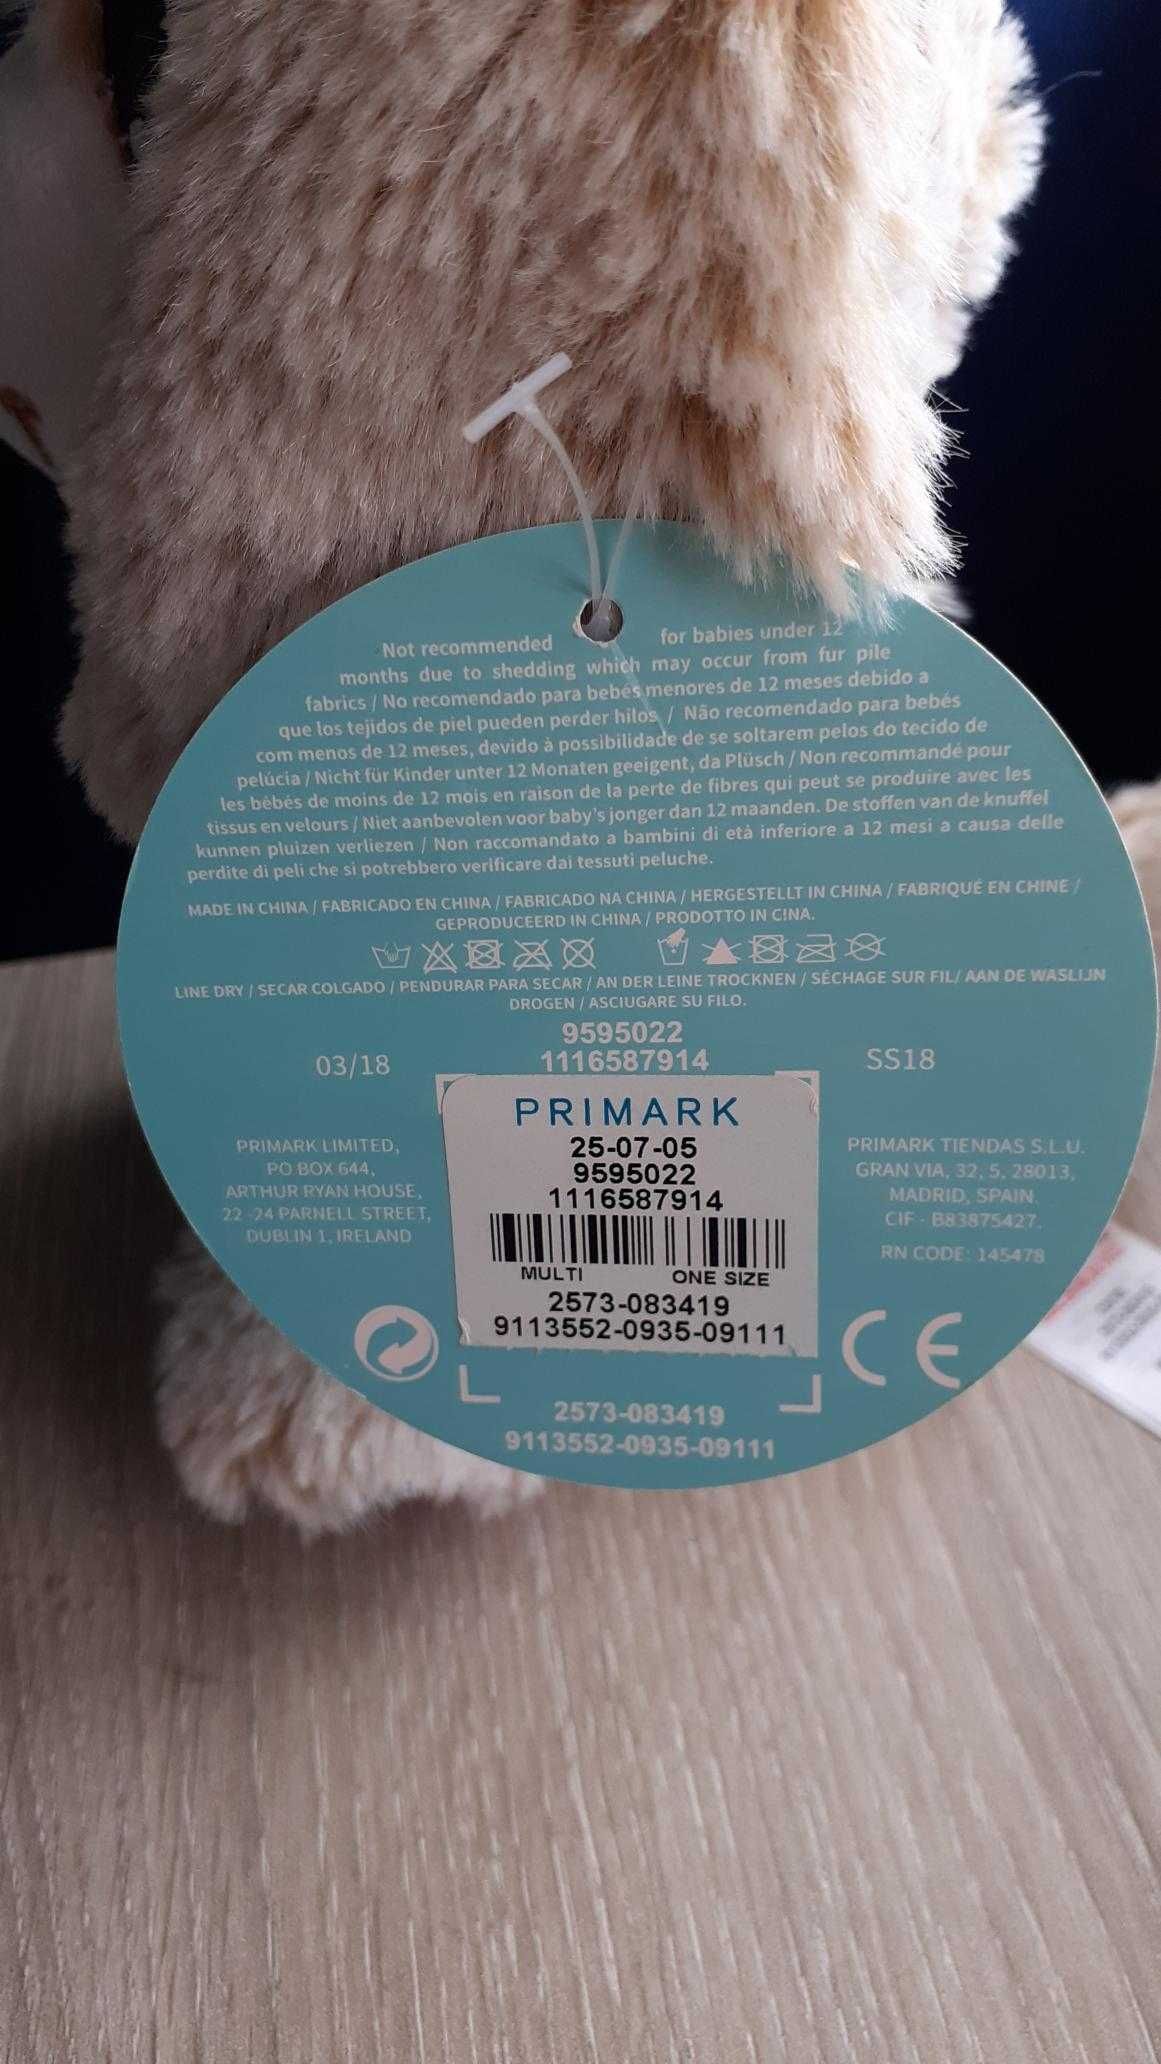 Not recommended for babies under 12
months due to shedding which may occur from fur pile
fabrics / No recomendado para bebés menores de 12 meses debido a
que los tejidos de piel pueden perder hilos / Não recomendado para bebés
com menos de 12 meses, devido à possibilidade de se soltarem pelos do tecido de
pelúcia / Nicht für Kinder unter 12 Monaten geeigent, da Plüsch / Non recommandé pour
les bébés de moins de 12 mois en raison de la perte de fibres qui peut se produire avec les
tissus en velours / Niet aanbevolen voor baby's jonger dan 12 maanden. De stoffen van de knuffel
kunnen pluizen verliezen / Non raccomandato a bambini di età inferiore a 12 mesi a causa delle
perdite di peli che si potrebbero verificare dai tessuti peluche.
MADE IN CHINA / FABRICADO EN CHINA / FABRICADO NA CHINA / HERGESTELLT IN CHINA / FABRIQUÉ EN CHINE /
GEPRODUCEERD IN CHINA / PRODOTTO IN CINA.
LINE DRY / SECAR COLGADO / PENDURAR PARA SECAR / AN DER LEINE TROCKNEN / SÉCHAGE SUR FIL/ AAN DE WASLIJN
DROGEN / ASCIUGARE SU FILO.
9595022
03/18 1116587914 SS18
PRIMARK
25-07-05
9595022
1116587914
MULTI ONE SIZE
2573-083419
9113552-0935-09111
PRIMARK LIMITED,
PO BOX 644,
ARTHUR RYAN HOUSE,
22 -24 PARNELL STREET,
DUBLIN 1, IRELAND
PRIMARK TIENDAS S.L.U.
GRAN VIA, 32, 5, 28013,
MADRID, SPAIN
CIF - B83875427.
RN CODE: 145478
CE
2573-083419
9113552-0935-09111